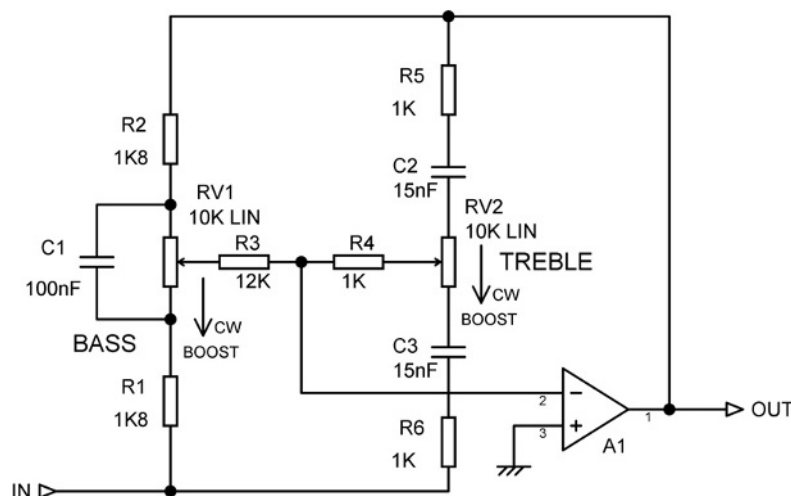 R5
1K
R2
1K8
C2
15nF
RV1
10K LIN
RV2
10K LIN
C1
100nF
R3
12K
R4
1K
TREBLE
CW
BOOST
CW
BOOST
BASS
C3
15nF
R1
1K8
R6
1K
2
3
1
A1
OUT
IN